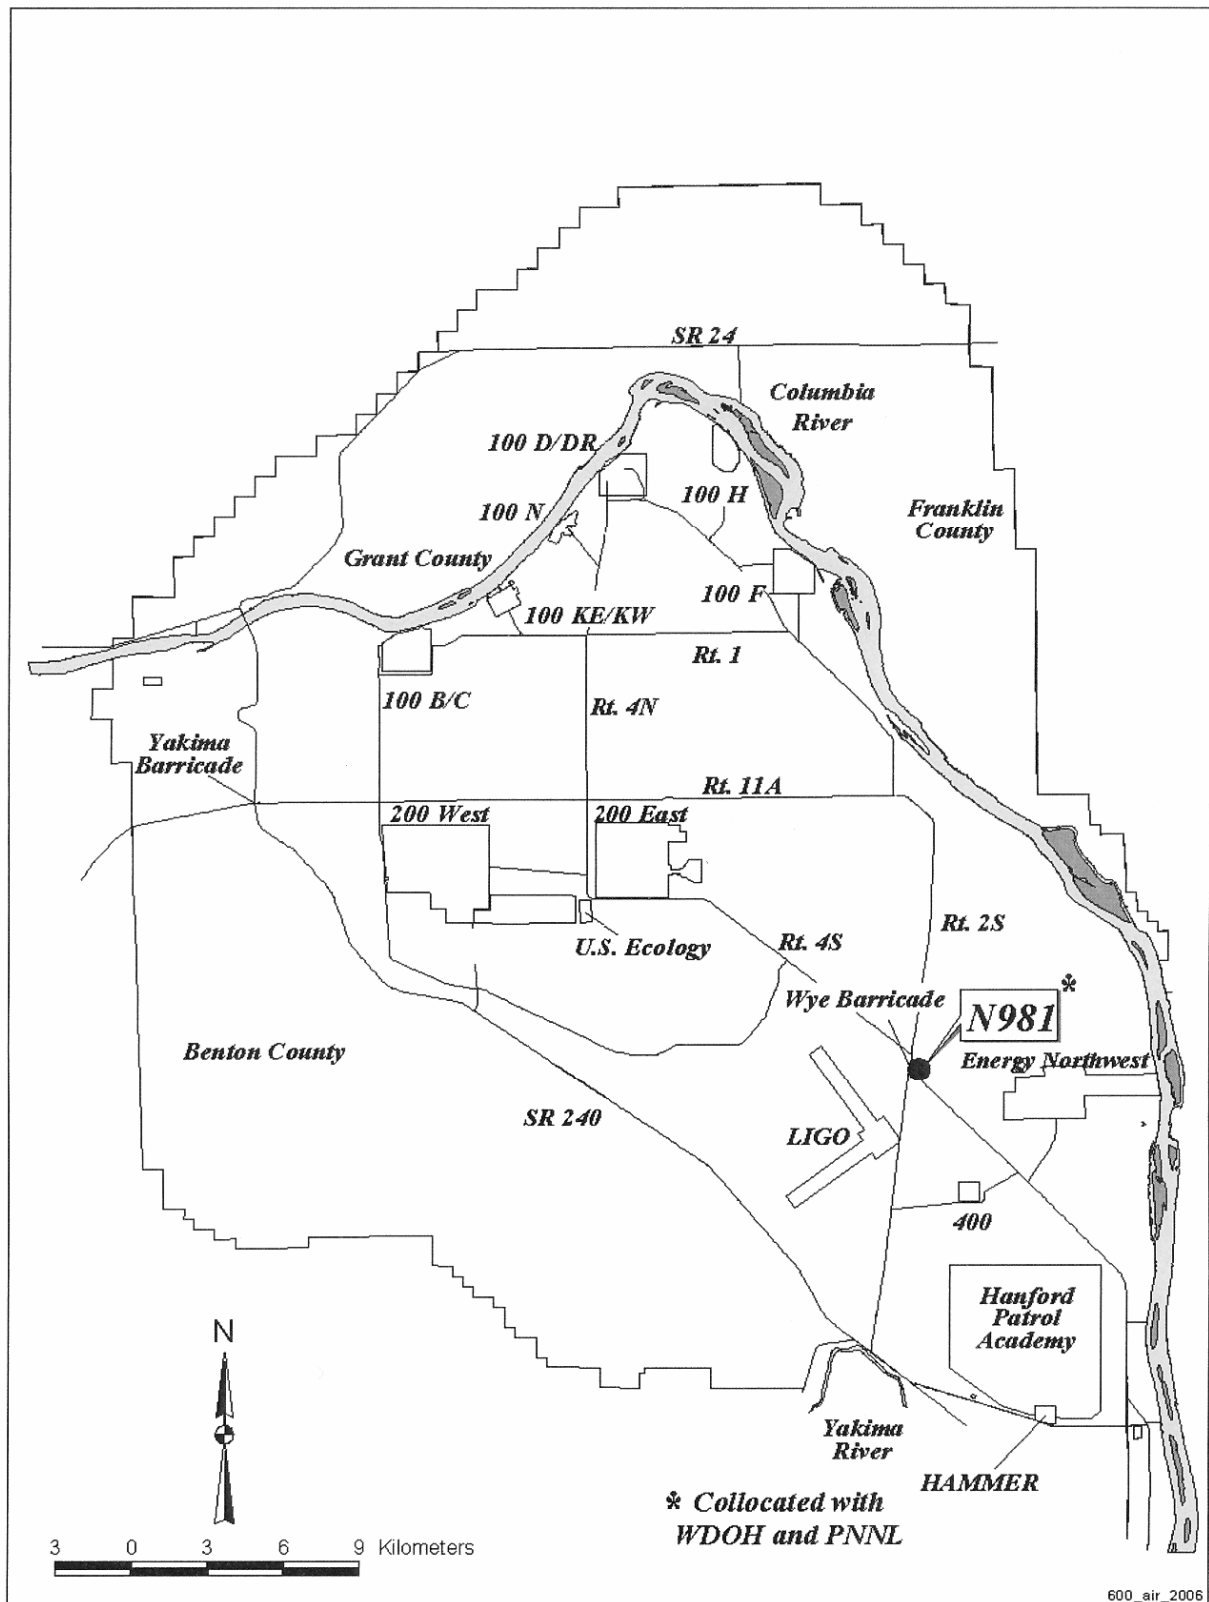 SR 24
Columbia
River
100 D/DR
100 H
100 N
Franklin
County
Grant County
100 F
100 KE/KW
Rt. 1
100 B/C
Rt. 4N
Yakima
Barricade
Rt. 11A
200 West
200 East
Rt. 2S
U.S. Ecology
Rt. 4S
Wye Barricade
*
N981
Benton County
Energy Northwest
SR 240
LIGO
400
Hanford
Patrol
Academy
N
Yakima
River
HAMMER
* Collocated with
WDOH and PNNL
3 0 3 6 9 Kilometers
600_air_2006